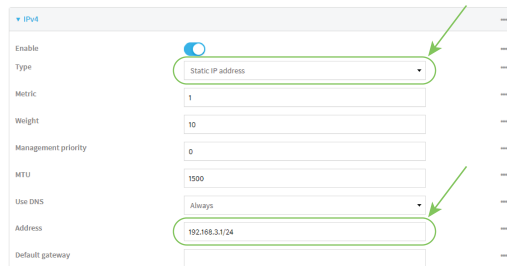 IPv4
Enable
Type
Static IP address
Metric
1
Weight
10
Management priority
0
MTU
1500
Use DNS
Always
Address
192.168.3.1/24
Default gateway